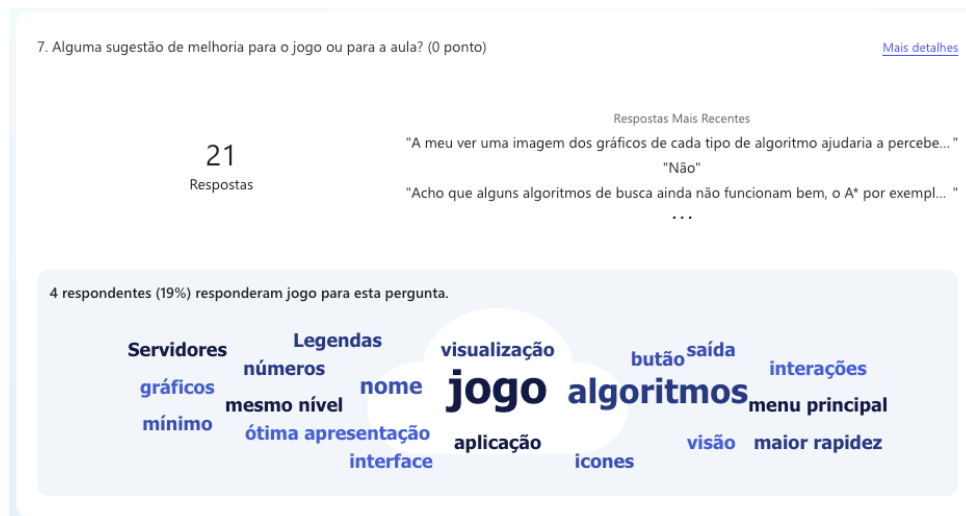 7. Alguma sugestão de melhoria para o jogo ou para a aula? (0 ponto)
Mais detalhes
21
Respostas
Respostas Mais Recentes
"A meu ver uma imagem dos gráficos de cada tipo de algoritmo ajudaria a percebe... "
"Não"
"Acho que alguns algoritmos de busca ainda não funcionam bem, o A* por exempl... "
...
4 respondentes (19%) responderam jogo para esta pergunta.
Servidores
Legendas
visualização
butão
saída
gráficos
números
nome
jogo
algoritmos
interações
mínimo
mesmo nível
menu principal
ótima apresentação
aplicação
visão
maior rapidez
interface
icones